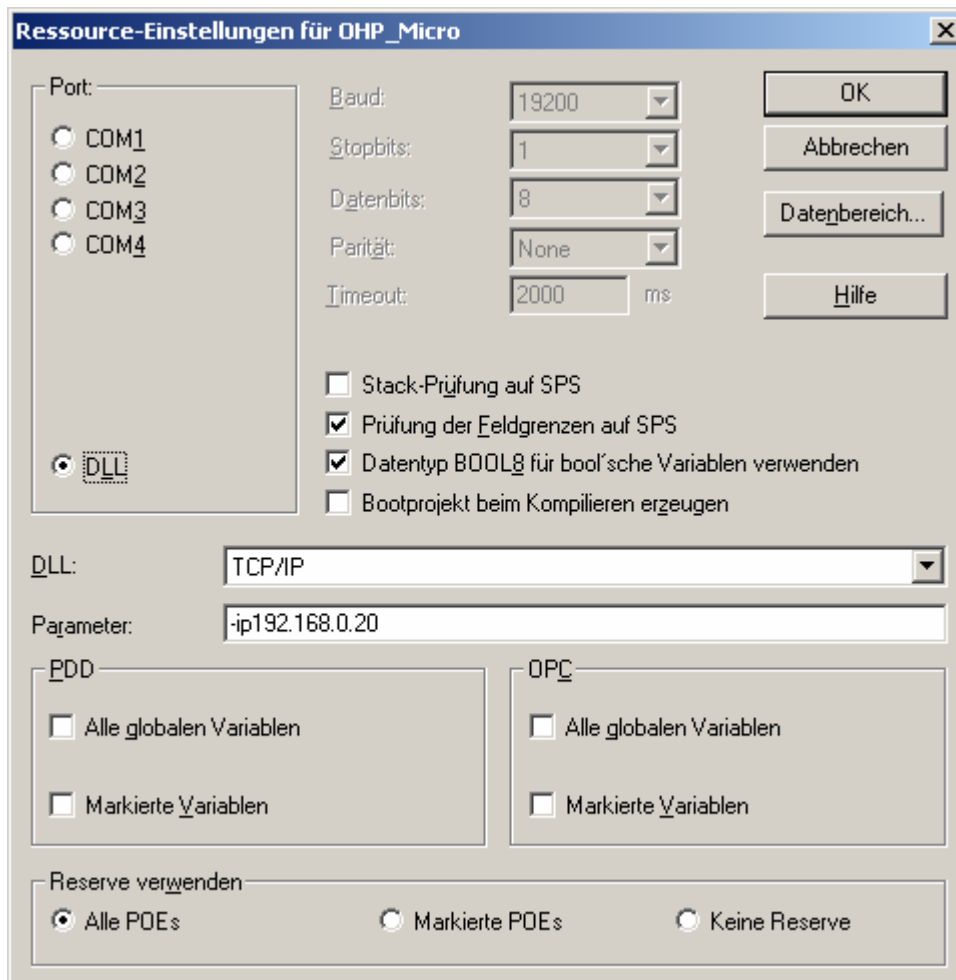 Ressource-Einstellungen für OHP_Micro
Port:
COM1
COM2
COM3
COM4
DLL
Baud: 19200
Stopbits: 1
Datenbits: 8
Parität: None
Timeout: 2000 ms
OK
Abbrechen
Datenbereich...
Hilfe
Stack-Prüfung auf SPS
Prüfung der Feldgrenzen auf SPS
Datentyp BOOL8 für bool´sche Variablen verwenden
Bootprojekt beim Kompilieren erzeugen
DLL: TCP/IP
Parameter: -ip192.168.0.20
PDD
Alle globalen Variablen
Markierte Variablen
OPC
Alle globalen Variablen
Markierte Variablen
Reserve verwenden
Alle POEs Markierte POEs Keine Reserve